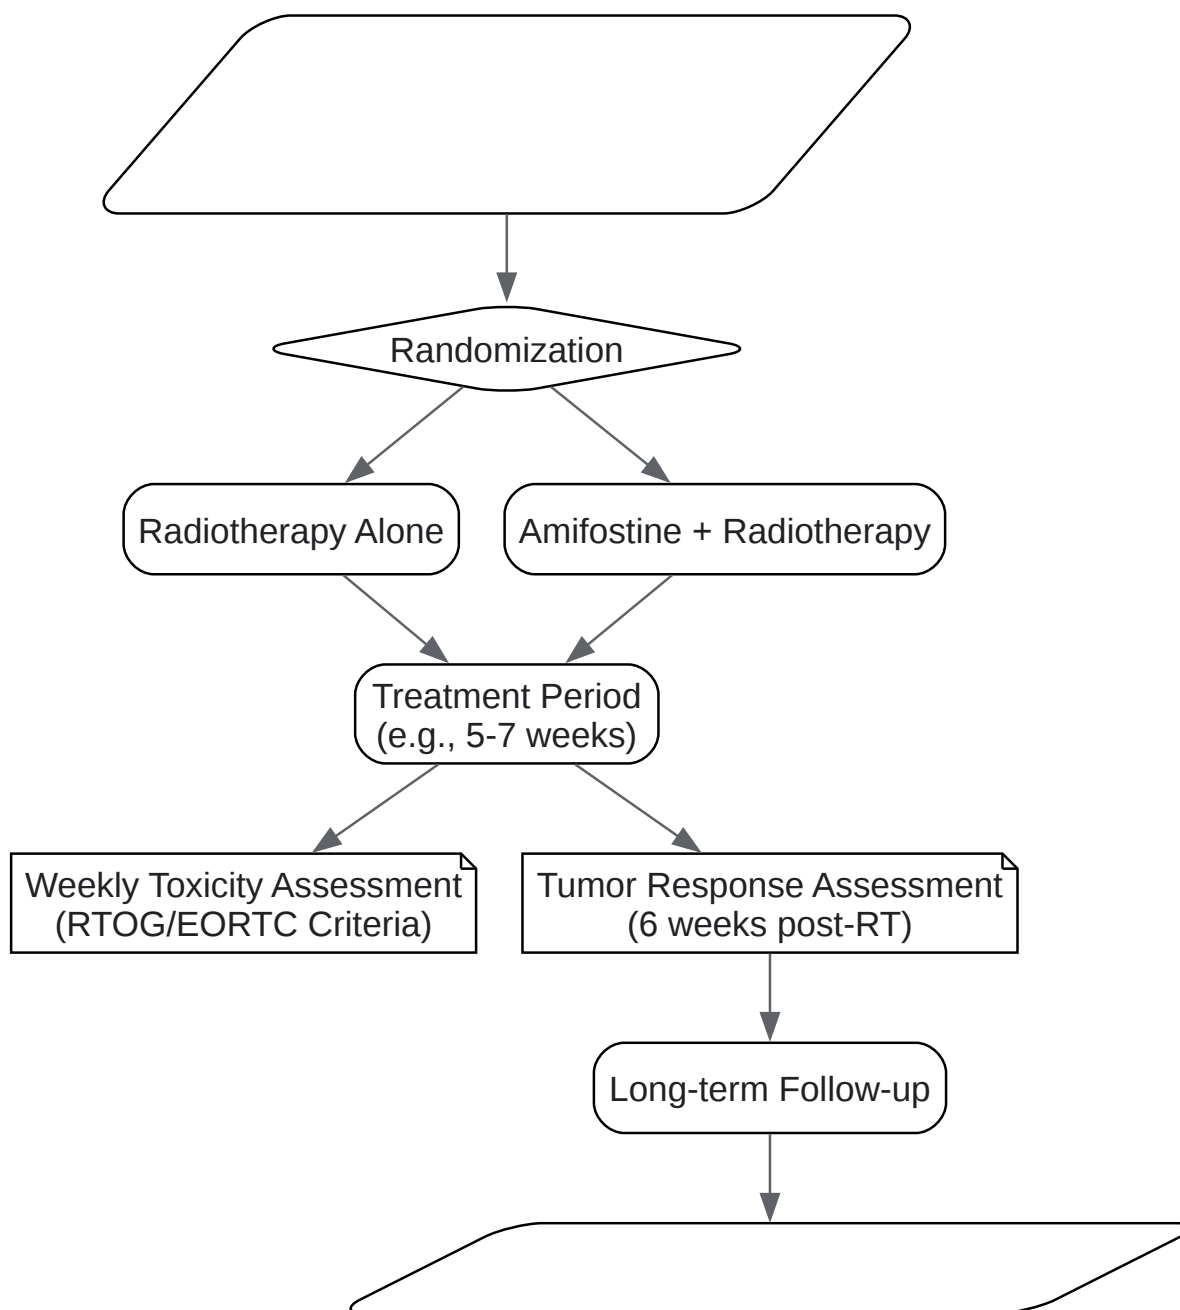 Randomization
Radiotherapy Alone
Amifostine + Radiotherapy
Treatment Period
(e.g., 5-7 weeks)
Weekly Toxicity Assessment
(RTOG/EORTC Criteria)
Tumor Response Assessment
(6 weeks post-RT)
Long-term Follow-up